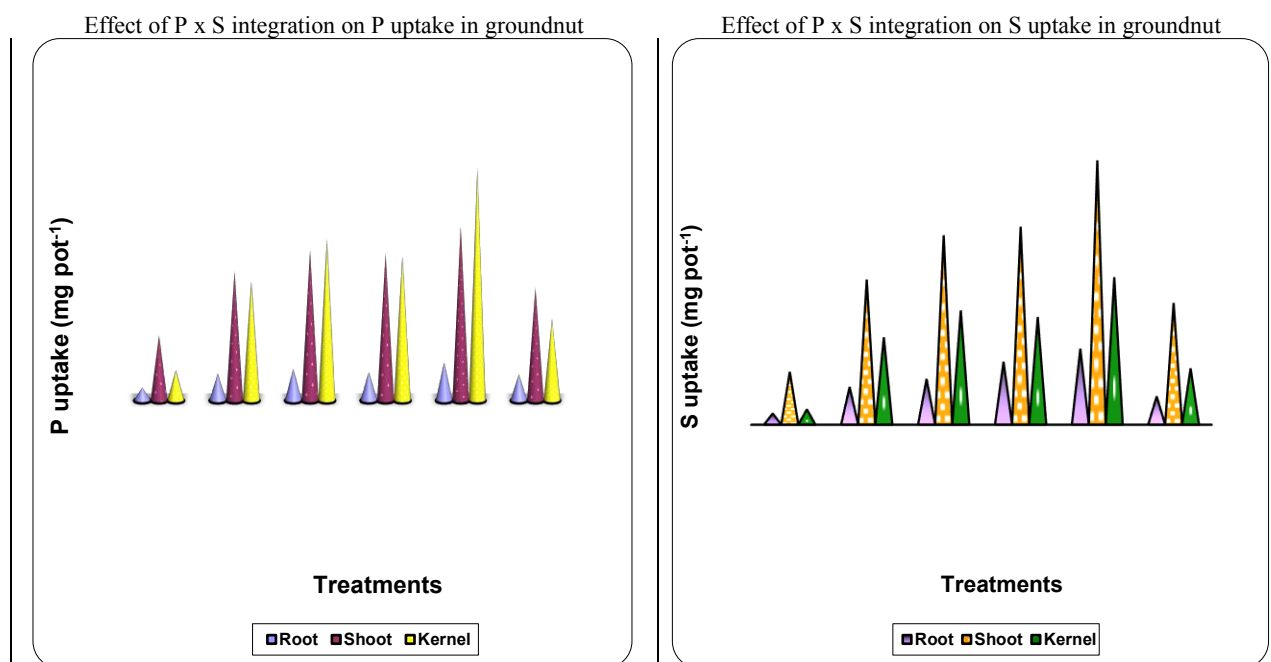 Effect of P x S integration on P uptake in groundnut
P uptake (mg pot-1)
Treatments
Root Shoot Kernel
Effect of P x S integration on S uptake in groundnut
S uptake (mg pot-1)
Treatments
Root Shoot Kernel